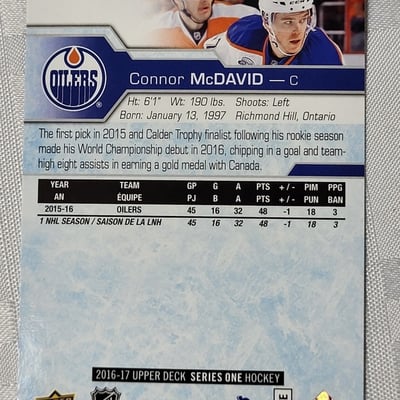 OILERS
Connor McDAVID — C
Ht: 6'1" Wt: 190 lbs. Shoots: Left
Born: January 13, 1997 Richmond Hill, Ontario
The first pick in 2015 and Calder Trophy finalist following his rookie season
made his World Championship debut in 2016, chipping in a goal and team-
high eight assists in earning a gold medal with Canada.
YEAR TEAM GP G A PTS +/- PIM PPG
AN ÉQUIPE PJ B A PTS +/- PUN BAN
2015-16 OILERS 45 16 32 48 -1 18 3
1 NHL SEASON / SAISON DE LA LNH 45 16 32 48 -1 18 3
2016-17 UPPER DECK SERIES ONE HOCKEY
NHL